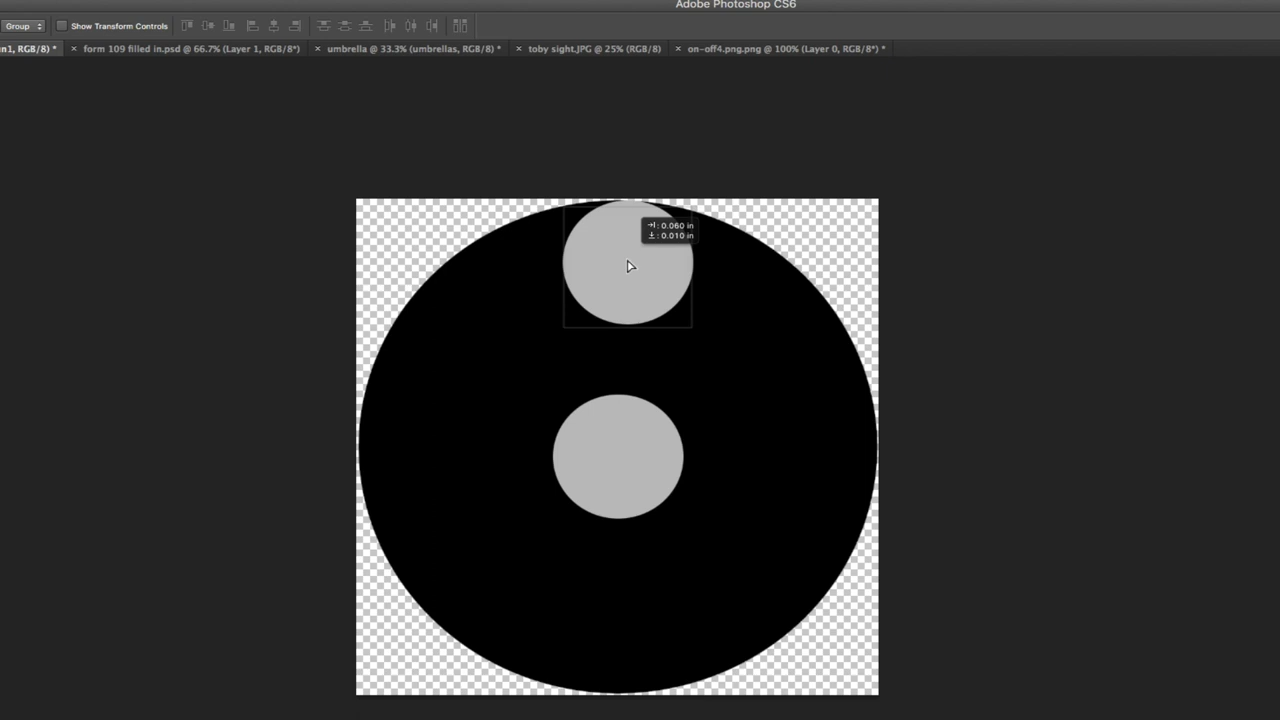 Adobe Photoshop CS6
Group Show Transform Controls
un1, RGB/8) * × form 109 filled in.psd @ 66.7% (Layer 1, RGB/8*) × umbrella @ 33.3% (umbrellas, RGB/8) * × toby sight.JPG @ 25% (RGB/8) × on-off4.png.png @ 100% (Layer 0, RGB/8*) *
: 0.060 in
: 0.010 in